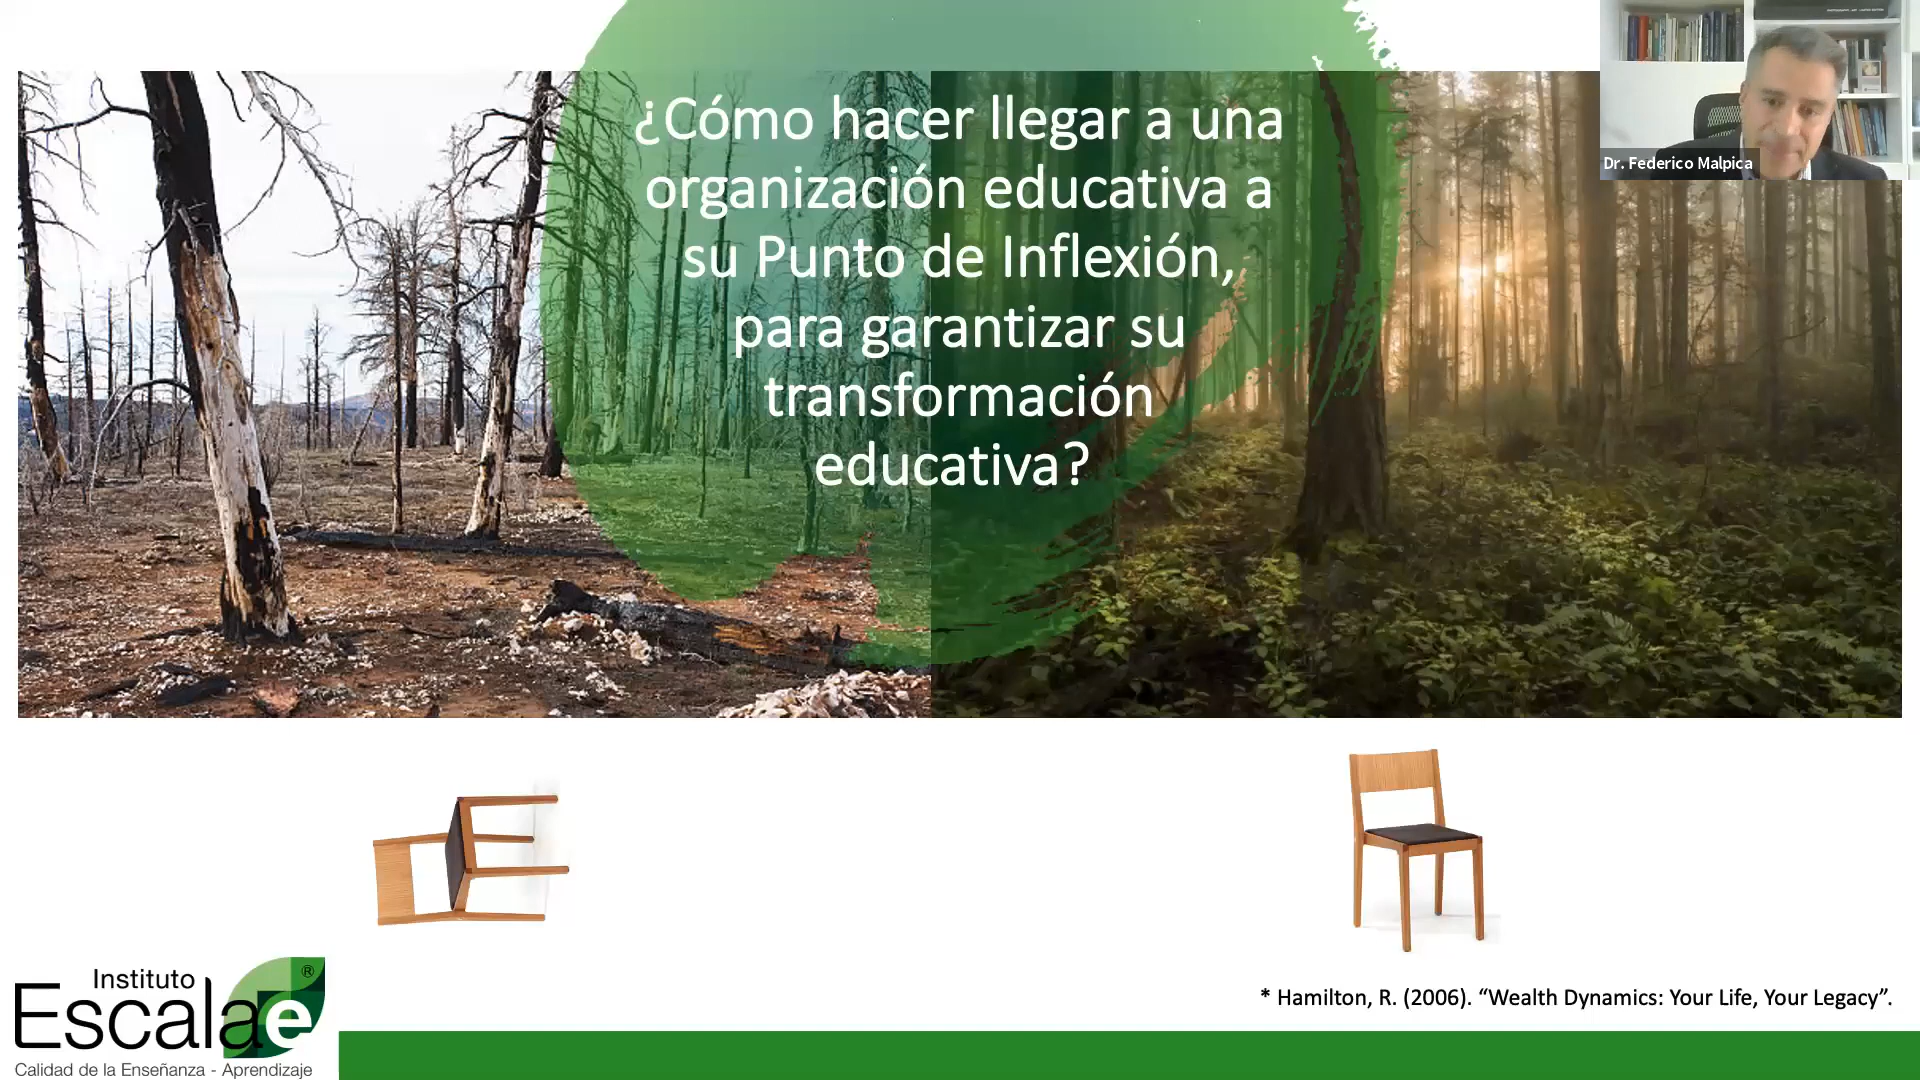 ¿Cómo hacer llegar a una
organización educativa a
su Punto de Inflexión,
para garantizar su
transformación
educativa?
Dr. Federico Malpica
Instituto
Escalae
®
Calidad de la Enseñanza - Aprendizaje
* Hamilton, R. (2006). “Wealth Dynamics: Your Life, Your Legacy”.